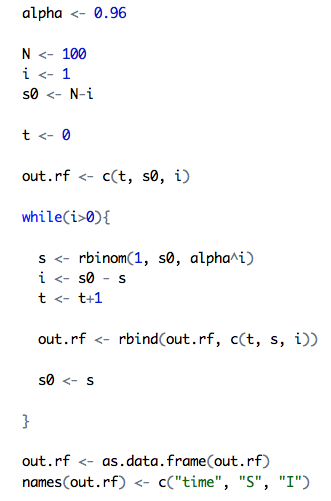 alpha <- 0.96
N <- 100
i <- 1
s0 <- N-i
t <- 0
out.rf <- c(t, s0, i)
while(i>0){
s <- rbinom(1, s0, alpha^i)
i <- s0 - s
t <- t+1
out.rf <- rbind(out.rf, c(t, s, i))
s0 <- s
}
out.rf <- as.data.frame(out.rf)
names(out.rf) <- c("time", "S", "I")